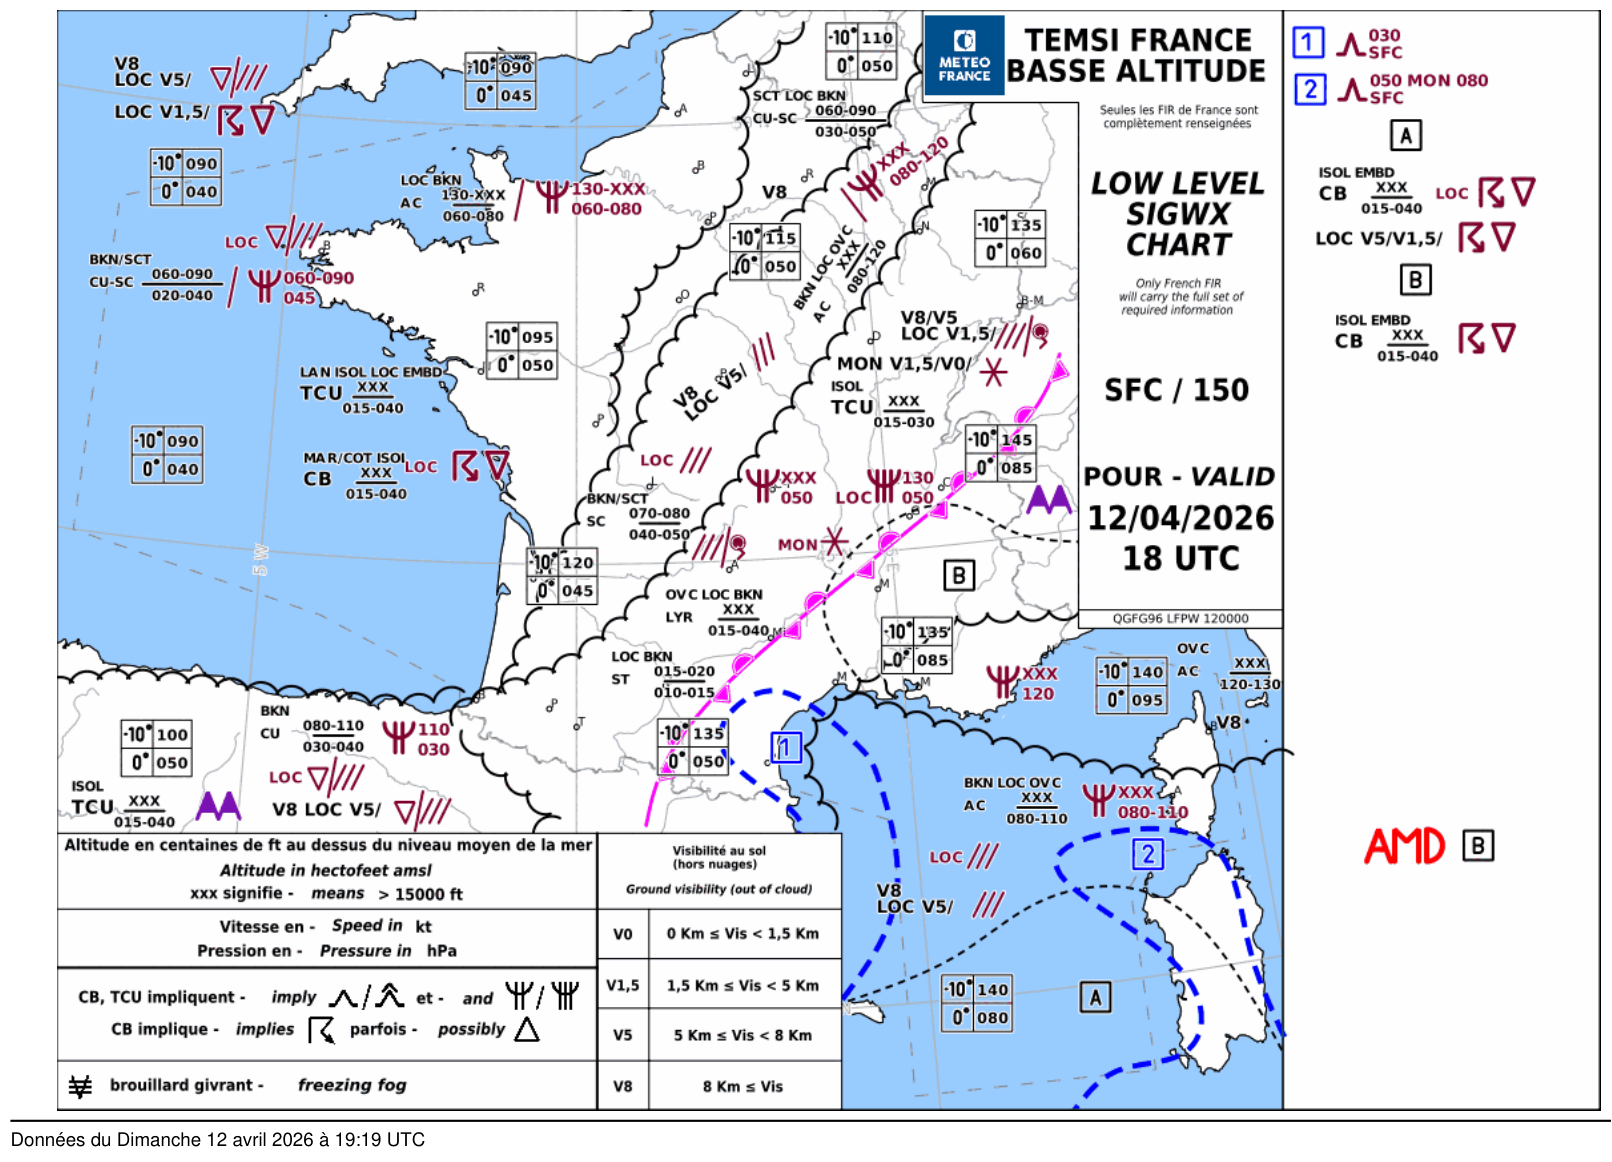 METEO
FRANCE
TEMSI FRANCE
BASSE ALTITUDE
Seules les FIR de France sont
complètement renseignées
LOW LEVEL
SIGWX
CHART
Only French FIR
will carry the full set of
required information
SFC / 150
POUR - VALID
12/04/2026
18 UTC
QGFG96 LFPW 120000
1 030
SFC
2 050 MON 080
SFC
A
ISOL EMBD
CB XXX LOC
015-040
LOC V5/V1,5/
B
ISOL EMBD
CB XXX
015-040
AMD B
V8
LOC V5/
LOC V1,5/
-10° 090
0° 045
-10° 110
0° 050
SCT LOC BKN
CU-SC 060-090
030-050
-10° 090
0° 040
LOC BKN
AC 130-XXX
060-080
130-XXX
060-080
XXX
080-120
V8
LOC
BKN/SCT
CU-SC 060-090
020-040
060-090
045
-10° 115
0° 050
BKN LOC OVC
AC XXX
080-120
-10° 135
0° 060
-10° 095
0° 050
V8/V5
LOC V1,5/
MON V1,5/V0/
ISOL
TCU XXX
015-030
LAN ISOL LOC EMBD
TCU XXX
015-040
V8
LOC V5/
-10° 090
0° 040
MAR/COT ISOL
CB XXX LOC
015-040
LOC
XXX
050
LOC 130
050
-10° 145
0° 085
BKN/SCT
SC 070-080
040-050
MON
5 W
45 N
5 E
-10° 120
0° 045
B
OVC LOC BKN
LYR XXX
015-040
LOC BKN
ST 015-020
010-015
-10° 135
0° 085
XXX
120
-10° 140
0° 095
OVC
AC XXX
120-130
V8
-10° 100
0° 050
BKN
CU 080-110
030-040
110
030
LOC
V8 LOC V5/
ISOL
TCU XXX
015-040
-10° 135
0° 050
1
BKN LOC OVC
AC XXX
080-110
XXX
080-110
LOC
2
V8
LOC V5/
-10° 140
0° 080
A
Altitude en centaines de ft au dessus du niveau moyen de la mer
Altitude in hectofeet amsl
xxx signifie - means > 15000 ft
Vitesse en - Speed in kt
Pression en - Pressure in hPa
CB, TCU impliquent - imply / et - and /
CB implique - implies parfois - possibly
brouillard givrant - freezing fog
Visibilité au sol
(hors nuages)
Ground visibility (out of cloud)
V0 0 Km ≤ Vis < 1,5 Km
V1,5 1,5 Km ≤ Vis < 5 Km
V5 5 Km ≤ Vis < 8 Km
V8 8 Km ≤ Vis
Données du Dimanche 12 avril 2026 à 19:19 UTC